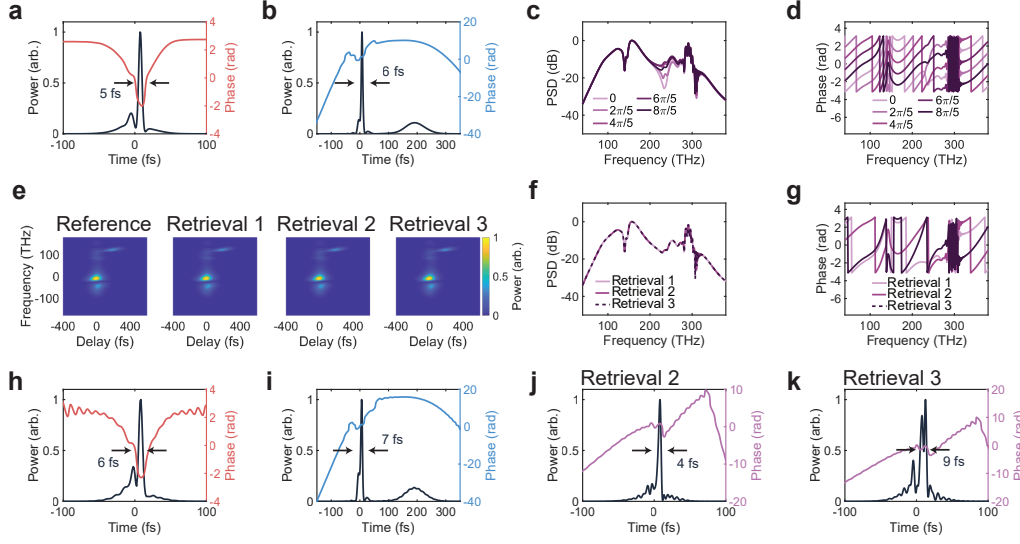 a
Power (arb.)
1
0.5
0
4
2
0
-2
-4
Phase (rad)
5 fs
-100
0
100
Time (fs)
b
Power (arb.)
1
0.5
0
20
0
-20
-40
Phase (rad)
6 fs
-100
0
100
200
300
Time (fs)
c
PSD (dB)
0
-20
-40
0
2π/5
4π/5
6π/5
8π/5
100
200
300
Frequency (THz)
d
Phase (rad)
4
2
0
-2
-4
-6
0
2π/5
4π/5
6π/5
8π/5
100
200
300
Frequency (THz)
e
Reference
Retrieval 1
Retrieval 2
Retrieval 3
Frequency (THz)
100
0
-100
-400
0
400
-400
0
400
-400
0
400
-400
0
400
Delay (fs)
Delay (fs)
Delay (fs)
Delay (fs)
1
0.5
0
Power (arb.)
f
PSD (dB)
0
-20
-40
Retrieval 1
Retrieval 2
Retrieval 3
100
200
300
Frequency (THz)
g
Phase (rad)
4
2
0
-2
-4
-6
Retrieval 1
Retrieval 2
Retrieval 3
100
200
300
Frequency (THz)
h
Power (arb.)
1
0.5
0
4
2
0
-2
-4
Phase (rad)
6 fs
-100
0
100
Time (fs)
i
Power (arb.)
1
0.5
0
20
0
-20
-40
Phase (rad)
7 fs
-100
0
100
200
300
Time (fs)
j
Retrieval 2
Power (arb.)
1
0.5
0
10
0
-10
-20
Phase (rad)
4 fs
-100
0
100
Time (fs)
k
Retrieval 3
Power (arb.)
1
0.5
0
20
10
0
-10
-20
Phase (rad)
9 fs
-100
0
100
Time (fs)